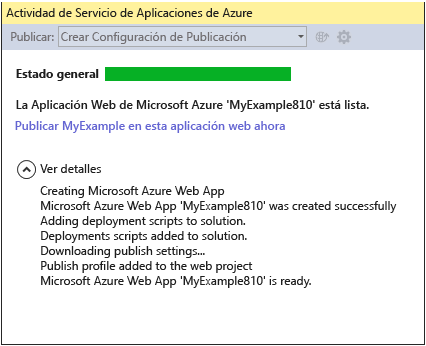 Actividad de Servicio de Aplicaciones de Azure
Publicar: Crear Configuración de Publicación
Estado general
La Aplicación Web de Microsoft Azure 'MyExample810' está lista.
Publicar MyExample en esta aplicación web ahora
Ver detalles
Creating Microsoft Azure Web App
Microsoft Azure Web App 'MyExample810' was created successfully
Adding deployment scripts to solution.
Deployments scripts added to solution.
Downloading publish settings...
Publish profile added to the web project
Microsoft Azure Web App 'MyExample810' is ready.